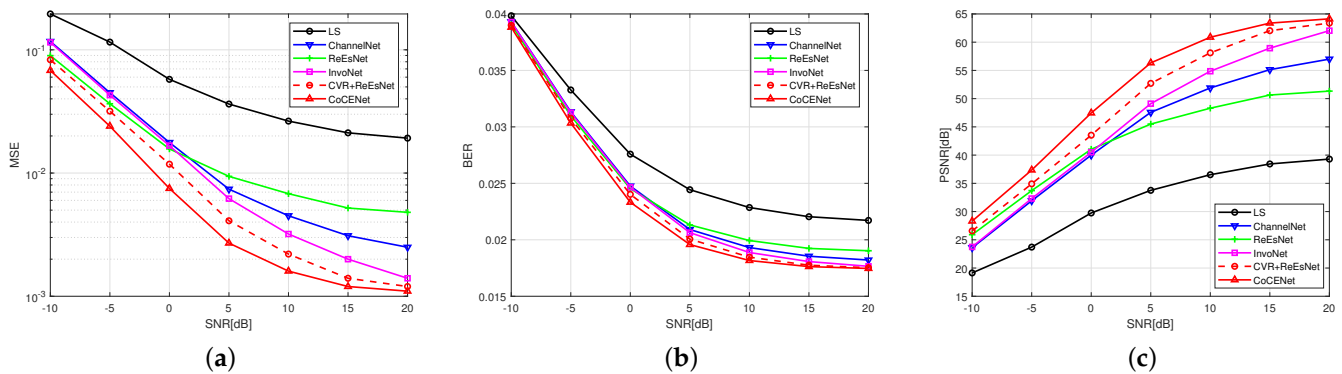 MSE
10^-1
10^-2
10^-3
-10 -5 0 5 10 15 20
SNR[dB]
LS
ChannelNet
ReEsNet
InvoNet
CVR+ReEsNet
CoCENet
(a)
BER
0.04
0.035
0.03
0.025
0.02
0.015
-10 -5 0 5 10 15 20
SNR[dB]
LS
ChannelNet
ReEsNet
InvoNet
CVR+ReEsNet
CoCENet
(b)
PSNR[dB]
65
60
55
50
45
40
35
30
25
20
15
-10 -5 0 5 10 15 20
SNR[dB]
LS
ChannelNet
ReEsNet
InvoNet
CVR+ReEsNet
CoCENet
(c)